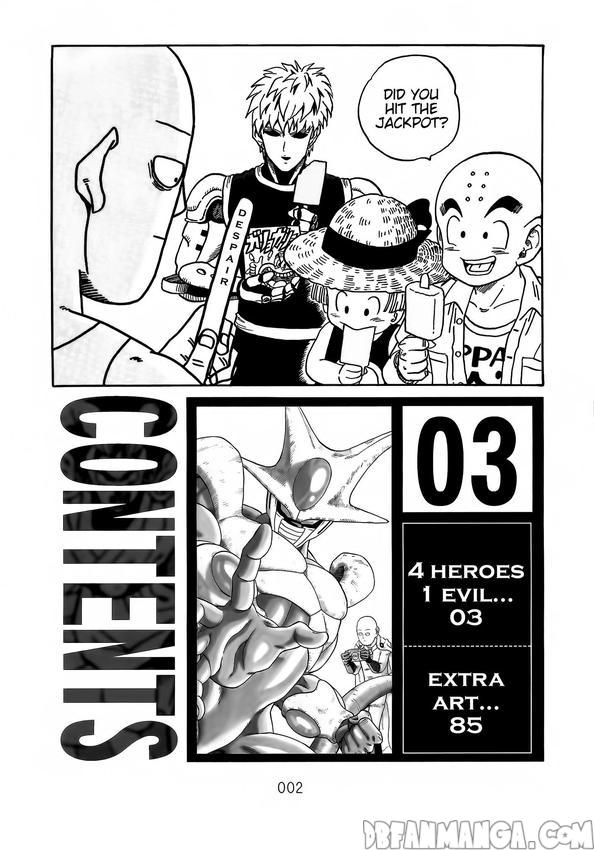 DID YOU
HIT THE
JACKPOT?
DESPAIR
PPA-
CONTENTS
03
4 HEROES
1 EVIL...
03
EXTRA
ART...
85
002
DBFANMANGA.COM